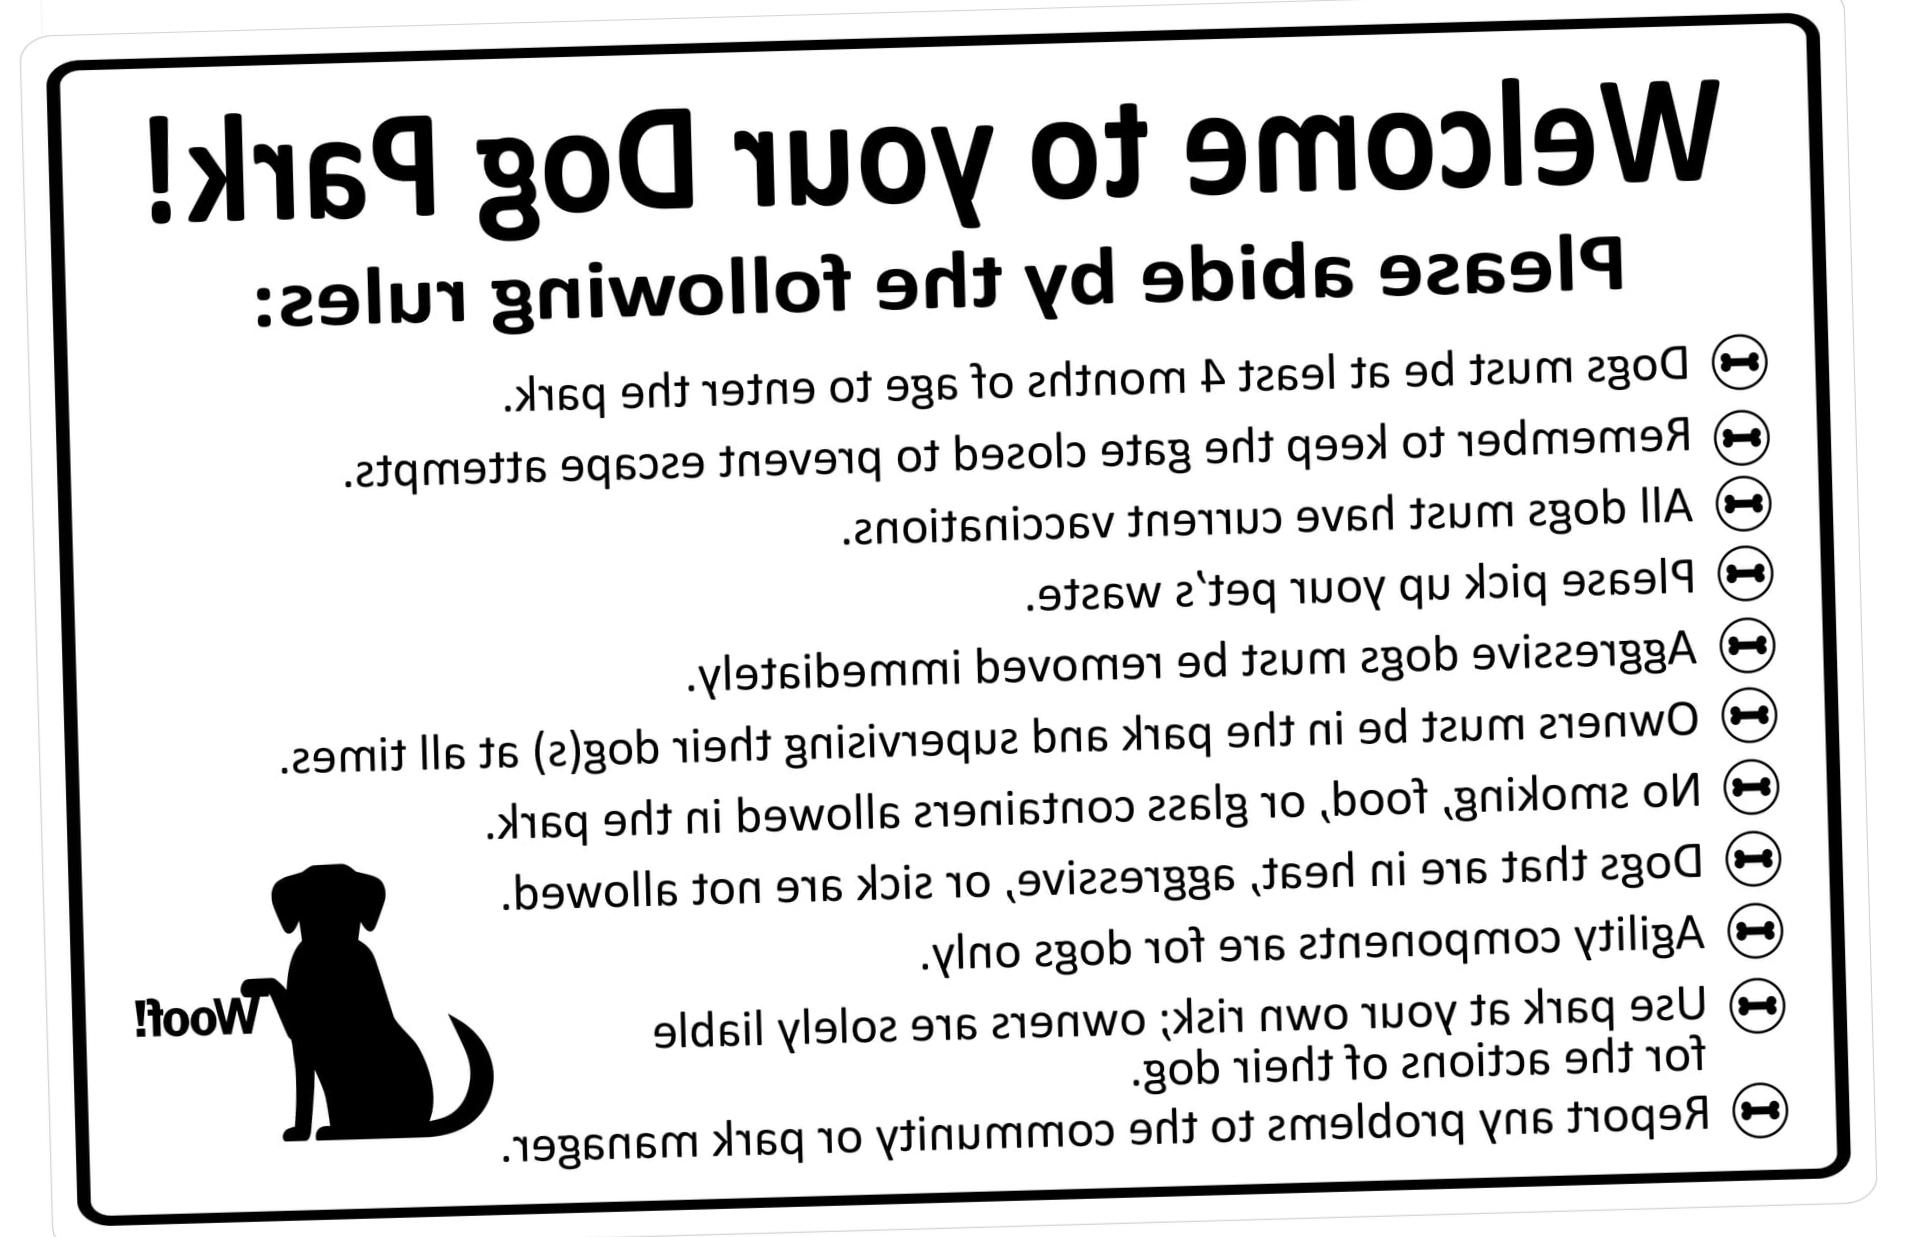 Welcome to your Dog Park!
Please abide by the following rules:
Dogs must be at least 4 months of age to enter the park.
Remember to keep the gate closed to prevent escape attempts.
All dogs must have current vaccinations.
Please pick up your pet’s waste.
Aggressive dogs must be removed immediately.
Owners must be in the park and supervising their dog(s) at all times.
No smoking, food, or glass containers allowed in the park.
Dogs that are in heat, aggressive, or sick are not allowed.
Agility components are for dogs only.
Use park at your own risk; owners are solely liable
for the actions of their dog.
Report any problems to the community or park manager.
Woof!